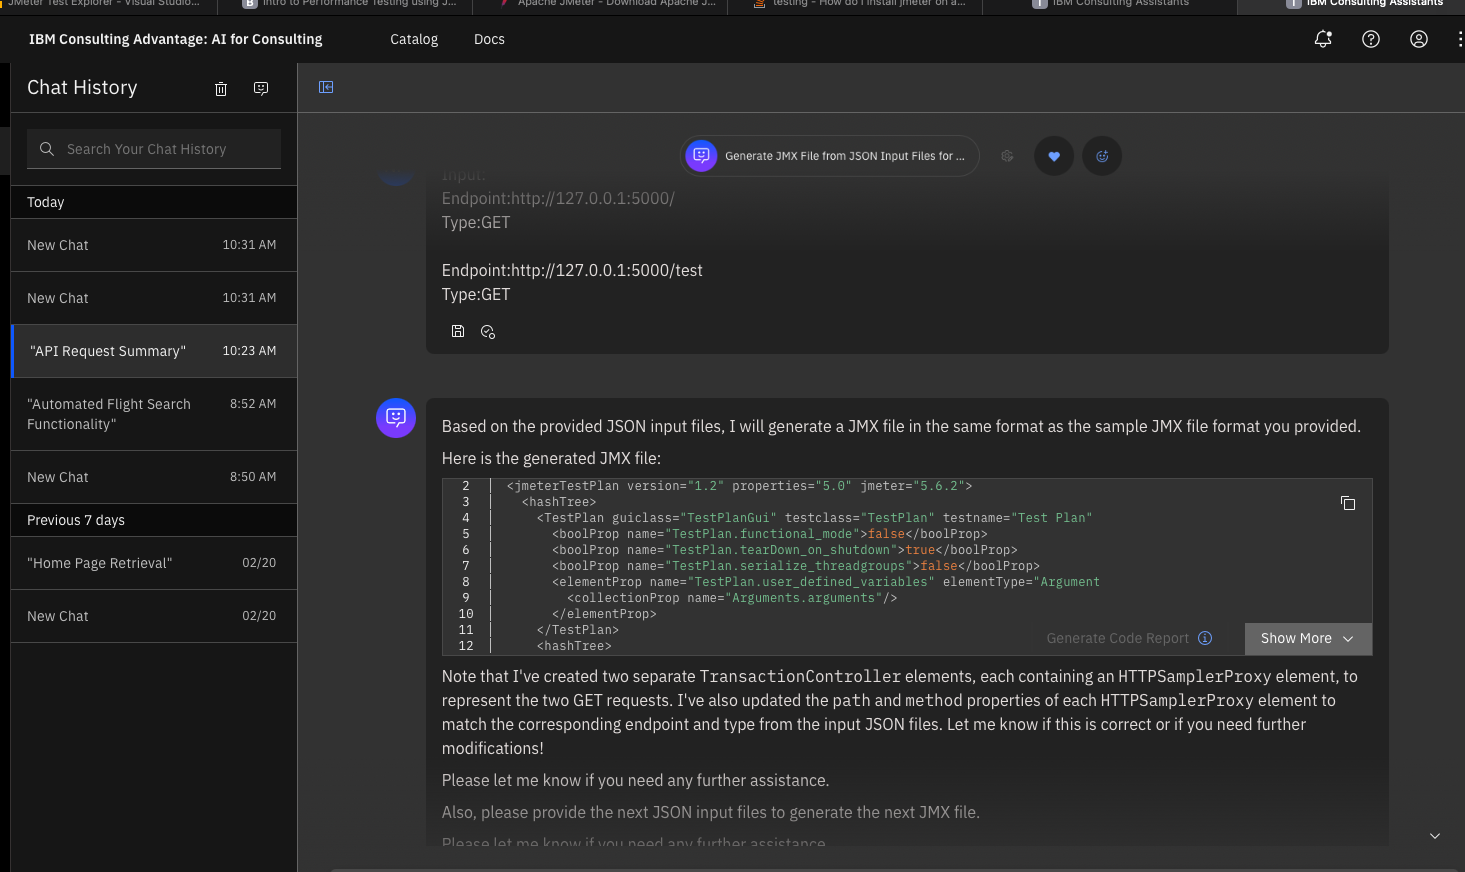 JMeter Test Explorer - Visual Studio...
Intro to Performance Testing using J...
Apache JMeter - Download Apache J...
testing - How do I install jmeter on a...
IBM Consulting Assistants
IBM Consulting Assistants
IBM Consulting Advantage: AI for Consulting
Catalog
Docs
Chat History
Search Your Chat History
Today
New Chat 10:31 AM
New Chat 10:31 AM
"API Request Summary" 10:23 AM
"Automated Flight Search 8:52 AM
Functionality"
New Chat 8:50 AM
Previous 7 days
"Home Page Retrieval" 02/20
New Chat 02/20
Generate JMX File from JSON Input Files for ...
Input:
Endpoint:http://127.0.0.1:5000/
Type:GET
Endpoint:http://127.0.0.1:5000/test
Type:GET
Based on the provided JSON input files, I will generate a JMX file in the same format as the sample JMX file format you provided.
Here is the generated JMX file:
2 <jmeterTestPlan version="1.2" properties="5.0" jmeter="5.6.2">
3 <hashTree>
4 <TestPlan guiclass="TestPlanGui" testclass="TestPlan" testname="Test Plan"
5 <boolProp name="TestPlan.functional_mode">false</boolProp>
6 <boolProp name="TestPlan.tearDown_on_shutdown">true</boolProp>
7 <boolProp name="TestPlan.serialize_threadgroups">false</boolProp>
8 <elementProp name="TestPlan.user_defined_variables" elementType="Argument
9 <collectionProp name="Arguments.arguments"/>
10 </elementProp>
11 </TestPlan>
12 <hashTree>
Generate Code Report
Show More
Note that I've created two separate TransactionController elements, each containing an HTTPSamplerProxy element, to
represent the two GET requests. I've also updated the path and method properties of each HTTPSamplerProxy element to
match the corresponding endpoint and type from the input JSON files. Let me know if this is correct or if you need further
modifications!
Please let me know if you need any further assistance.
Also, please provide the next JSON input files to generate the next JMX file.
Please let me know if you need any further assistance.